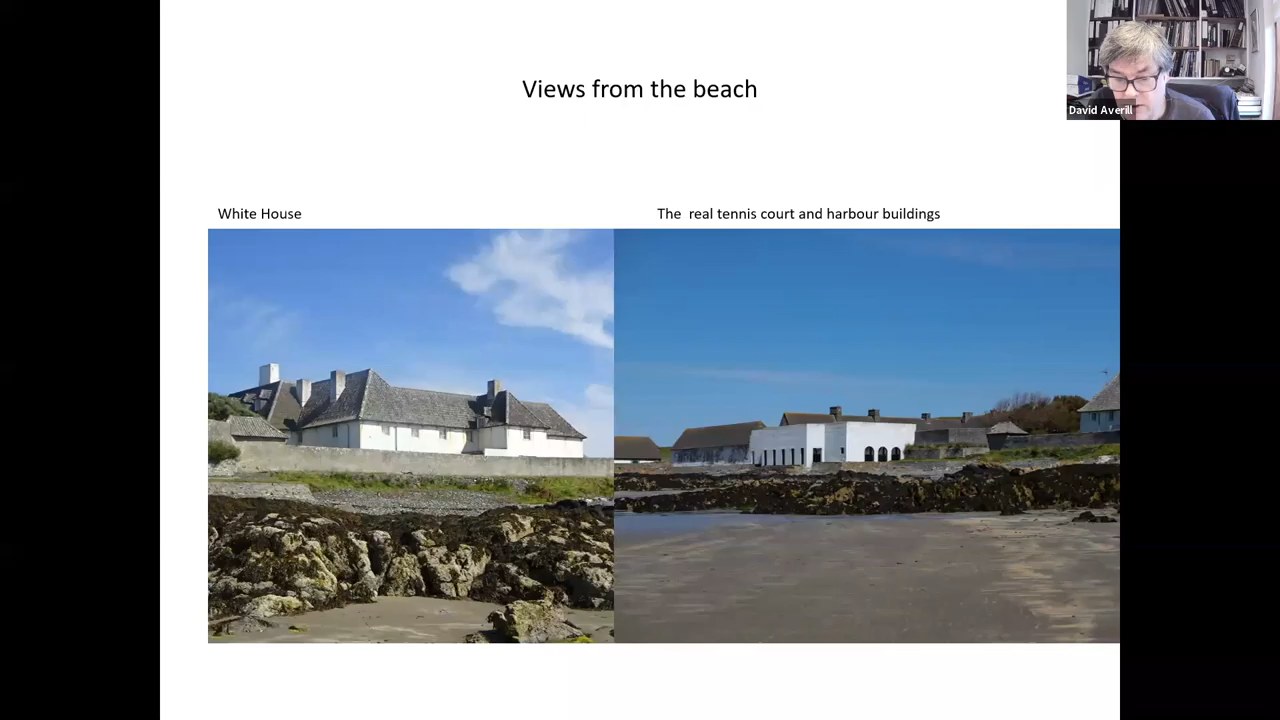 Views from the beach
David Averill
White House
The real tennis court and harbour buildings